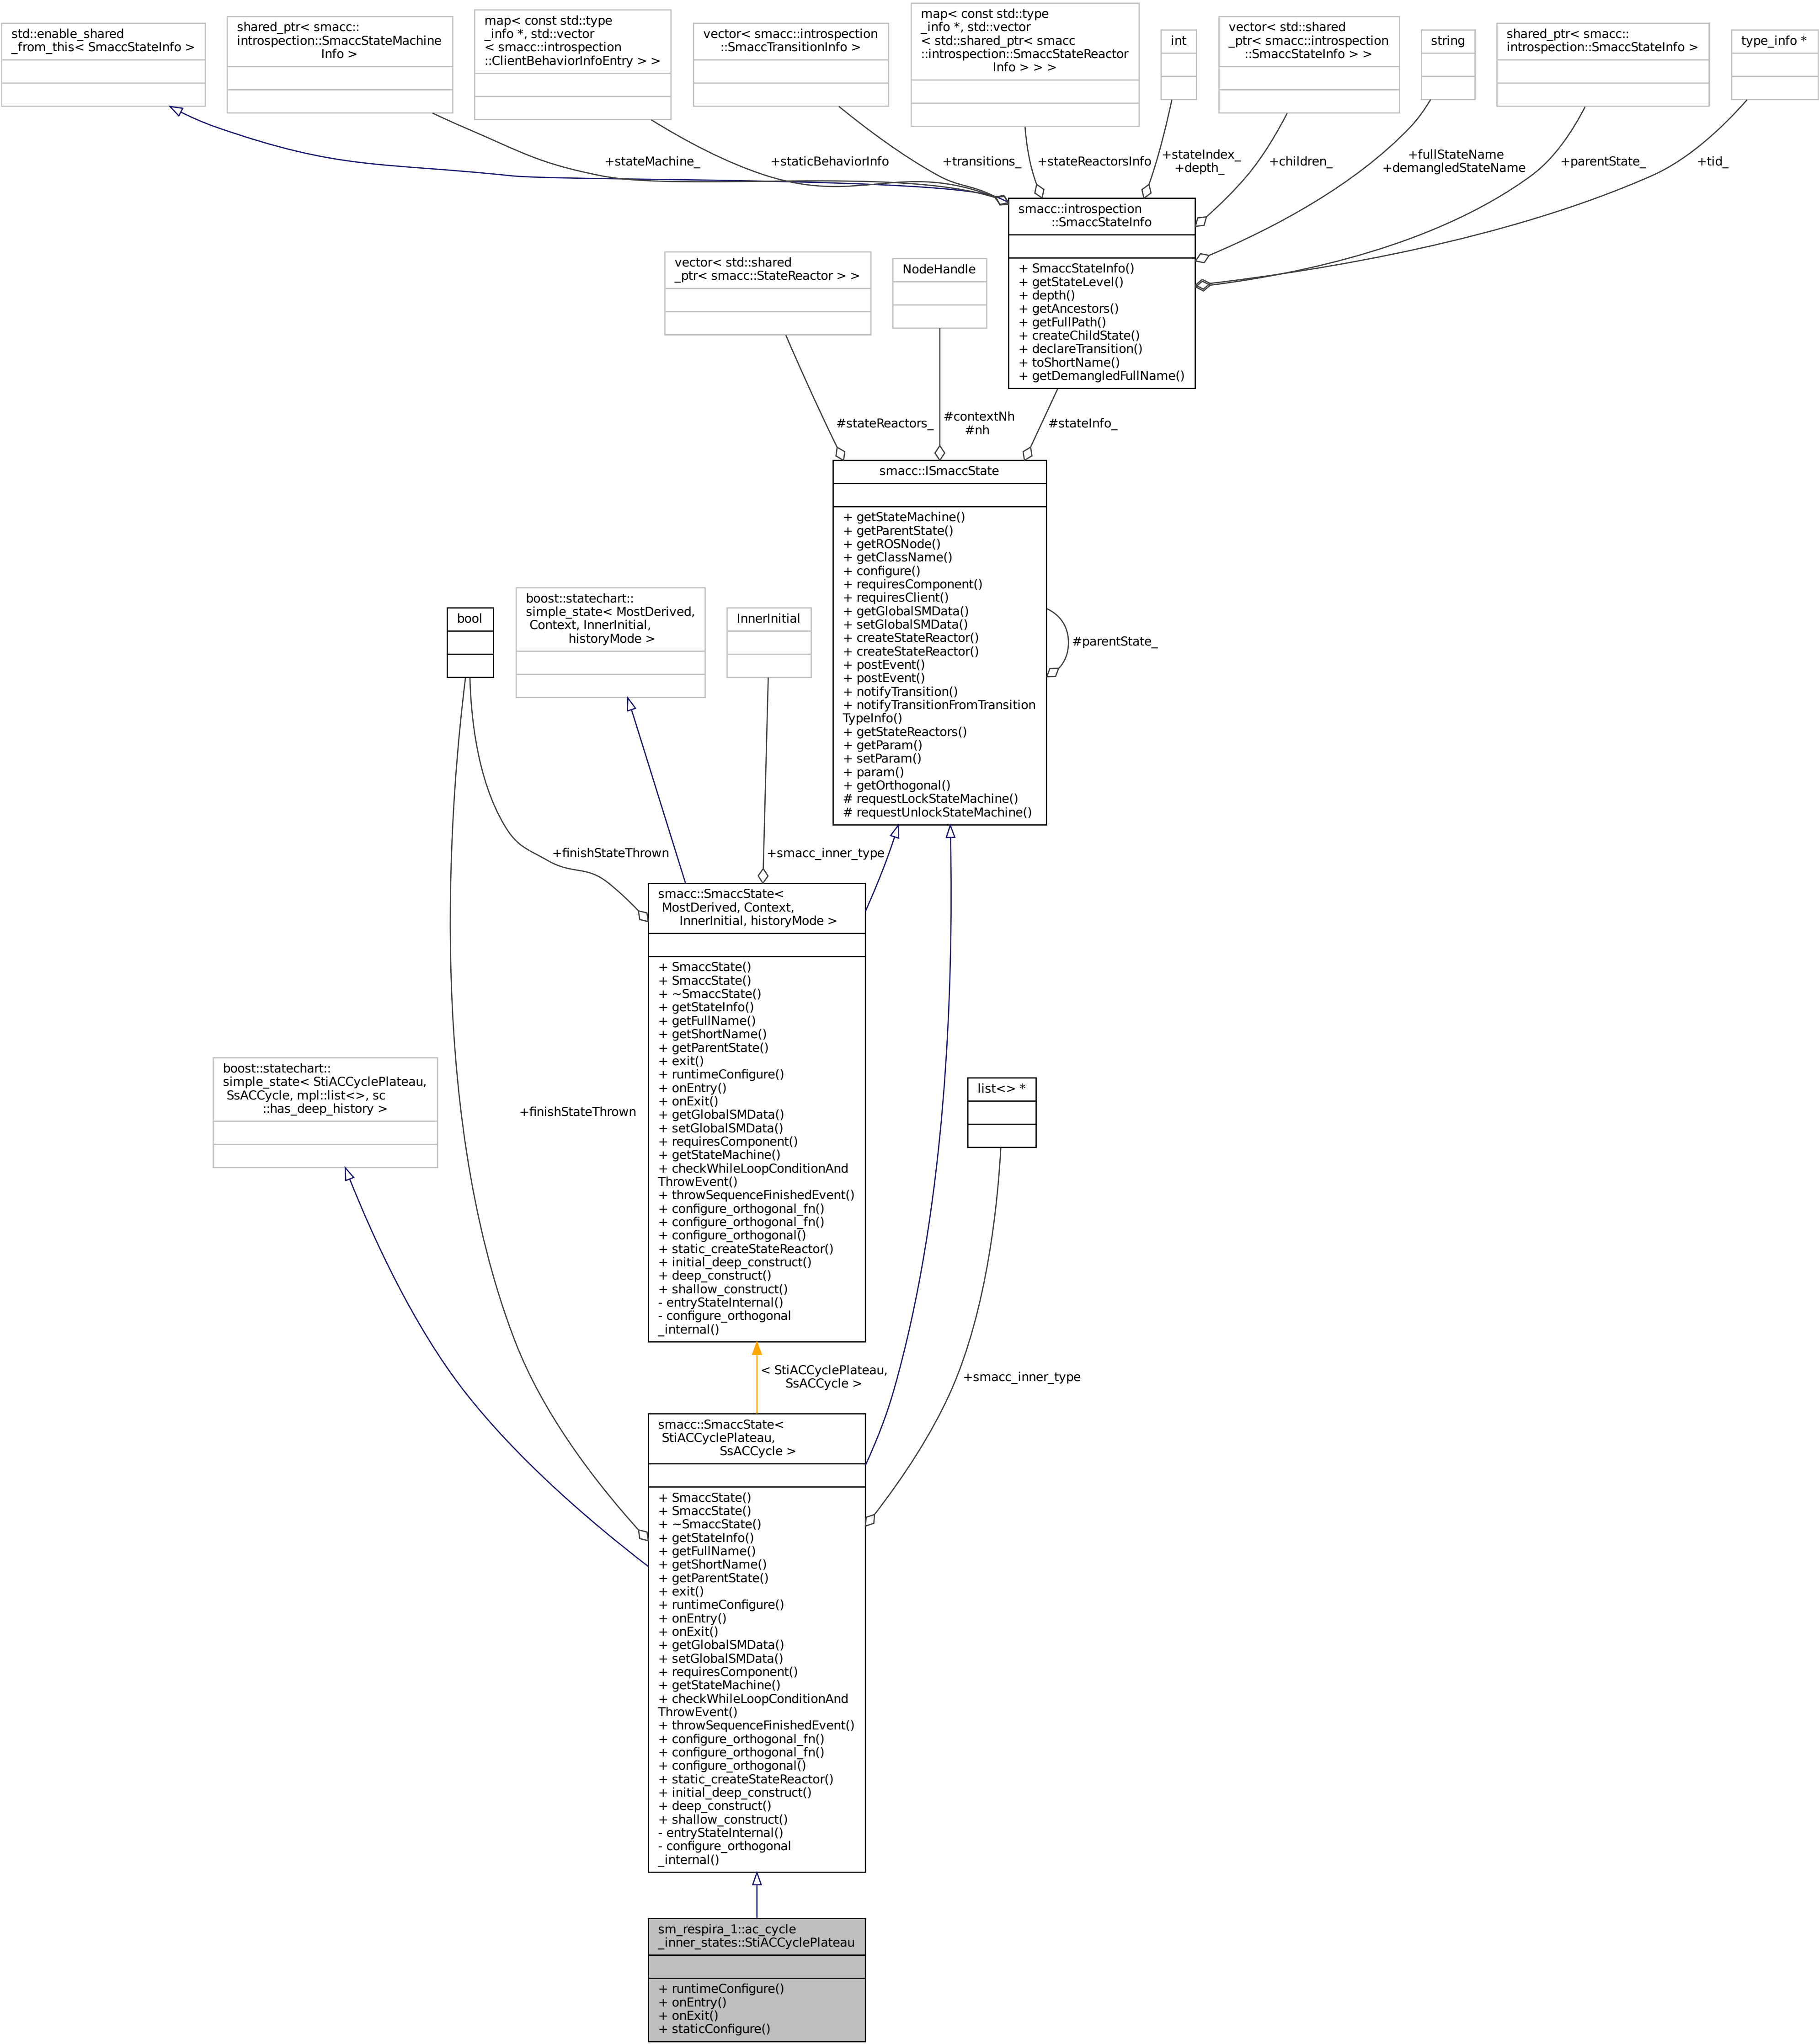 std::enable_shared
_from_this< SmaccStateInfo >
shared_ptr< smacc::
introspection::SmaccStateMachine
Info >
map< const std::type
_info *, std::vector
< smacc::introspection
::ClientBehaviorInfoEntry > >
vector< smacc::introspection
::SmaccTransitionInfo >
map< const std::type
_info *, std::vector
< std::shared_ptr< smacc
::introspection::SmaccStateReactor
Info > > >
int
vector< std::shared
_ptr< smacc::introspection
::SmaccStateInfo > >
string
shared_ptr< smacc::
introspection::SmaccStateInfo >
type_info *
+stateMachine_
+staticBehaviorInfo
+transitions_
+stateReactorsInfo
+stateIndex_
+depth_
+children_
+fullStateName
+demangledStateName
+parentState_
+tid_
smacc::introspection
::SmaccStateInfo
+ SmaccStateInfo()
+ getStateLevel()
+ depth()
+ getAncestors()
+ getFullPath()
+ createChildState()
+ declareTransition()
+ toShortName()
+ getDemangledFullName()
vector< std::shared
_ptr< smacc::StateReactor > >
NodeHandle
#stateReactors_
#contextNh
#nh
#stateInfo_
smacc::ISmaccState
+ getStateMachine()
+ getParentState()
+ getROSNode()
+ getClassName()
+ configure()
+ requiresComponent()
+ requiresClient()
+ getGlobalSMData()
+ setGlobalSMData()
+ createStateReactor()
+ createStateReactor()
+ postEvent()
+ postEvent()
+ notifyTransition()
+ notifyTransitionFromTransition
TypeInfo()
+ getStateReactors()
+ getParam()
+ setParam()
+ param()
+ getOrthogonal()
# requestLockStateMachine()
# requestUnlockStateMachine()
#parentState_
bool
boost::statechart::
simple_state< MostDerived,
Context, InnerInitial,
historyMode >
InnerInitial
+finishStateThrown
+smacc_inner_type
smacc::SmaccState<
MostDerived, Context,
InnerInitial, historyMode >
+ SmaccState()
+ SmaccState()
+ ~SmaccState()
+ getStateInfo()
+ getFullName()
+ getShortName()
+ getParentState()
+ exit()
+ runtimeConfigure()
+ onEntry()
+ onExit()
+ getGlobalSMData()
+ setGlobalSMData()
+ requiresComponent()
+ getStateMachine()
+ checkWhileLoopConditionAnd
ThrowEvent()
+ throwSequenceFinishedEvent()
+ configure_orthogonal_fn()
+ configure_orthogonal_fn()
+ configure_orthogonal()
+ static_createStateReactor()
+ initial_deep_construct()
+ deep_construct()
+ shallow_construct()
- entryStateInternal()
- configure_orthogonal
_internal()
boost::statechart::
simple_state< StiACCyclePlateau,
SsACCycle, mpl::list<>, sc
::has_deep_history >
+finishStateThrown
list<> *
< StiACCyclePlateau,
SsACCycle >
+smacc_inner_type
smacc::SmaccState<
StiACCyclePlateau,
SsACCycle >
+ SmaccState()
+ SmaccState()
+ ~SmaccState()
+ getStateInfo()
+ getFullName()
+ getShortName()
+ getParentState()
+ exit()
+ runtimeConfigure()
+ onEntry()
+ onExit()
+ getGlobalSMData()
+ setGlobalSMData()
+ requiresComponent()
+ getStateMachine()
+ checkWhileLoopConditionAnd
ThrowEvent()
+ throwSequenceFinishedEvent()
+ configure_orthogonal_fn()
+ configure_orthogonal_fn()
+ configure_orthogonal()
+ static_createStateReactor()
+ initial_deep_construct()
+ deep_construct()
+ shallow_construct()
- entryStateInternal()
- configure_orthogonal
_internal()
sm_respira_1::ac_cycle
_inner_states::StiACCyclePlateau
+ runtimeConfigure()
+ onEntry()
+ onExit()
+ staticConfigure()